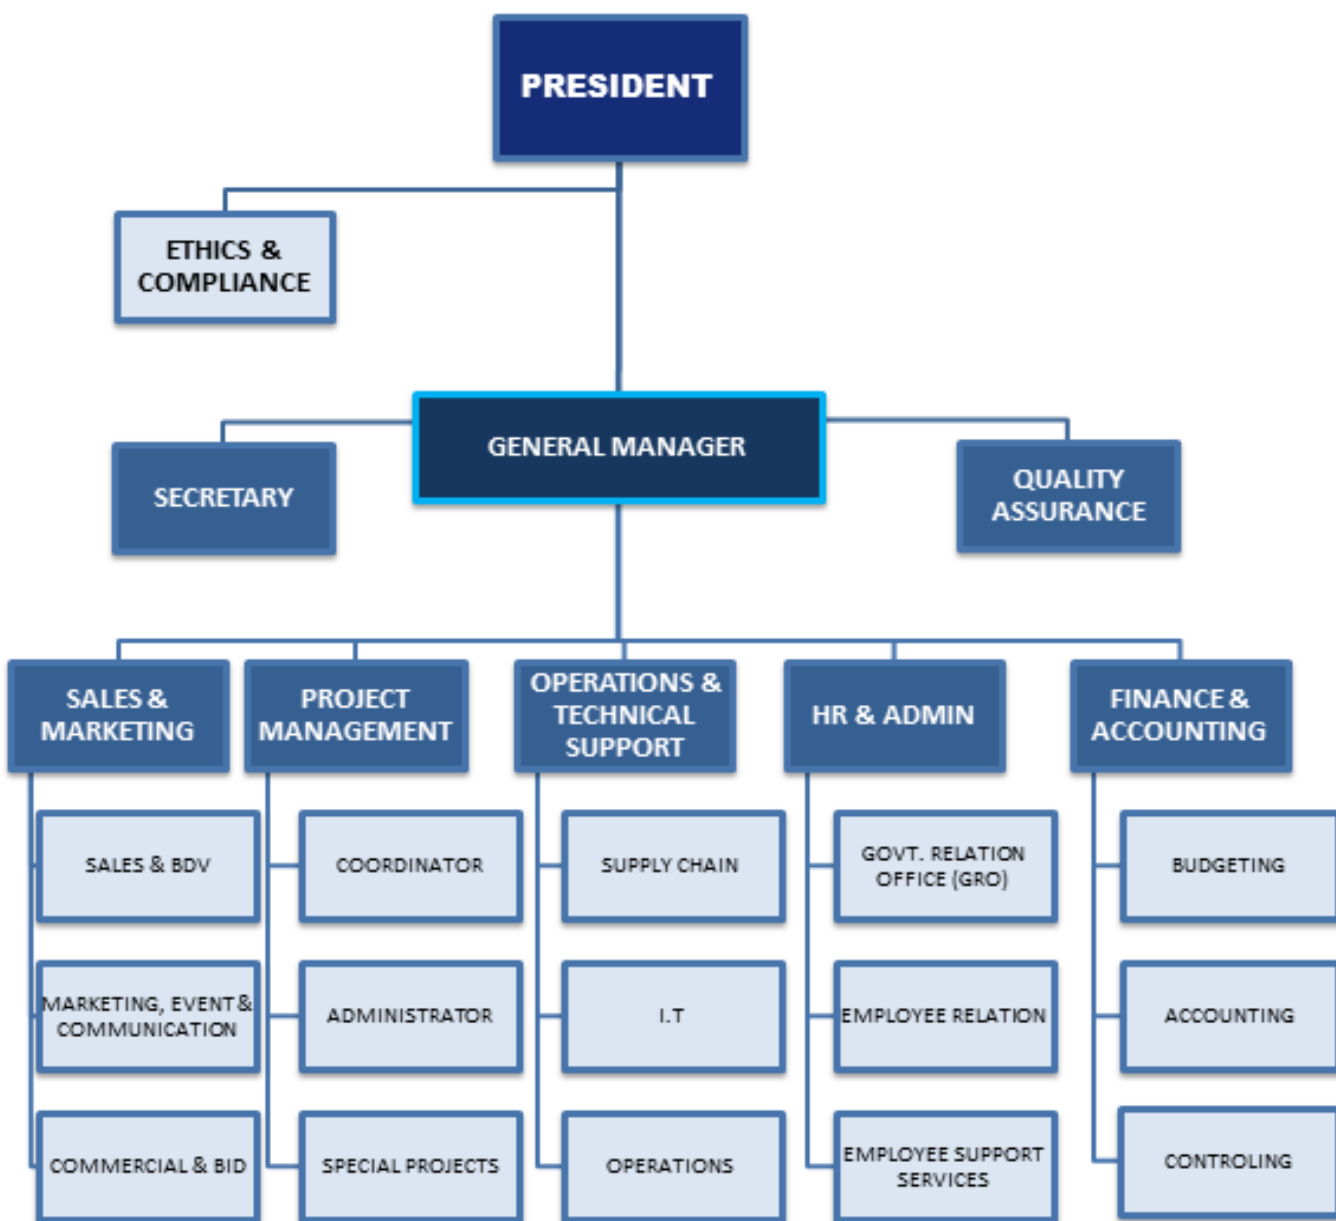 PRESIDENT
ETHICS &
COMPLIANCE
GENERAL MANAGER
SECRETARY
QUALITY
ASSURANCE
SALES &
MARKETING
PROJECT
MANAGEMENT
OPERATIONS &
TECHNICAL
SUPPORT
HR & ADMIN
FINANCE &
ACCOUNTING
SALES & BDV
COORDINATOR
SUPPLY CHAIN
GOVT. RELATION
OFFICE (GRO)
BUDGETING
MARKETING, EVENT &
COMMUNICATION
ADMINISTRATOR
I.T
EMPLOYEE RELATION
ACCOUNTING
COMMERCIAL & BID
SPECIAL PROJECTS
OPERATIONS
EMPLOYEE SUPPORT
SERVICES
CONTROLING